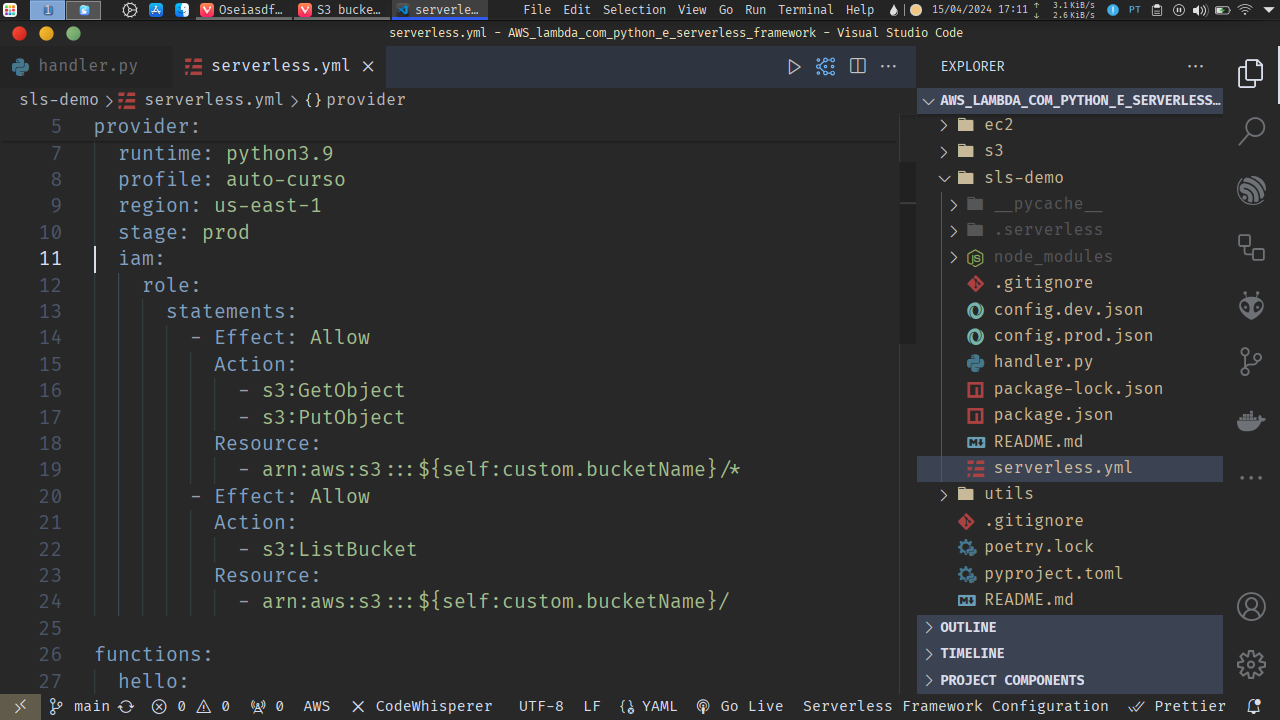 1
Oseiasdf...
S3 bucke...
serverle...
File Edit Selection View Go Run Terminal Help
15/04/2024 17:11
3.1 KiB/s
2.6 KiB/s
PT
serverless.yml - AWS_lambda_com_python_e_serverless_framework - Visual Studio Code
handler.py
serverless.yml
sls-demo > serverless.yml > {} provider
5 provider:
7 runtime: python3.9
8 profile: auto-curso
9 region: us-east-1
10 stage: prod
11 iam:
12 role:
13 statements:
14 - Effect: Allow
15 Action:
16 - s3:GetObject
17 - s3:PutObject
18 Resource:
19 - arn:aws:s3:::${self:custom.bucketName}/*
20 - Effect: Allow
21 Action:
22 - s3:ListBucket
23 Resource:
24 - arn:aws:s3:::${self:custom.bucketName}/
25
26 functions:
27 hello:
EXPLORER
AWS_LAMBDA_COM_PYTHON_E_SERVERLESS...
ec2
s3
sls-demo
__pycache__
.serverless
node_modules
.gitignore
config.dev.json
config.prod.json
handler.py
package-lock.json
package.json
README.md
serverless.yml
utils
.gitignore
poetry.lock
pyproject.toml
README.md
OUTLINE
TIMELINE
PROJECT COMPONENTS
main 0 0 0 AWS CodeWhisperer UTF-8 LF YAML Go Live Serverless Framework Configuration Prettier